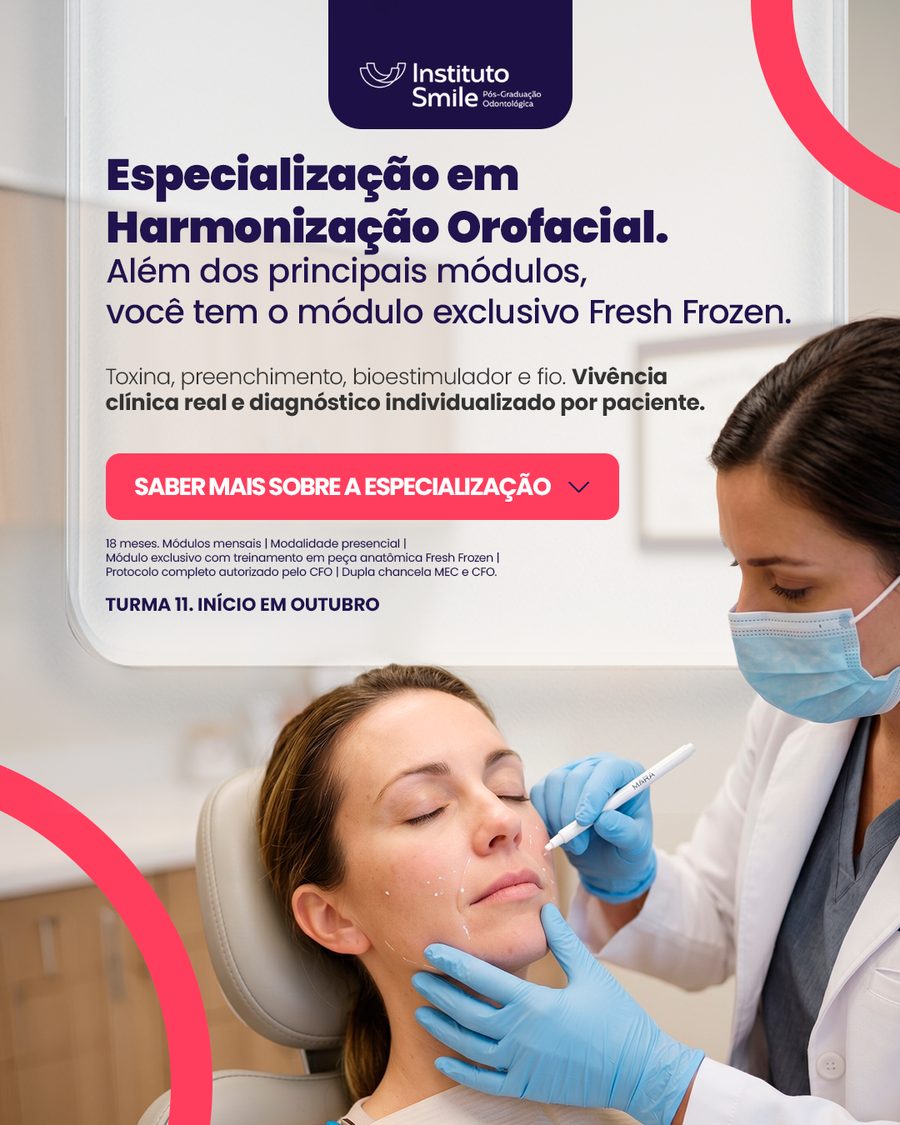 Instituto
Smile Pós-Graduação
Odontológica
Especialização em
Harmonização Orofacial.
Além dos principais módulos,
você tem o módulo exclusivo Fresh Frozen.
Toxina, preenchimento, bioestimulador e fio. Vivência
clínica real e diagnóstico individualizado por paciente.
SABER MAIS SOBRE A ESPECIALIZAÇÃO
18 meses. Módulos mensais | Modalidade presencial |
Módulo exclusivo com treinamento em peça anatômica Fresh Frozen |
Protocolo completo autorizado pelo CFO | Dupla chancela MEC e CFO.
TURMA 11. INÍCIO EM OUTUBRO
MARA